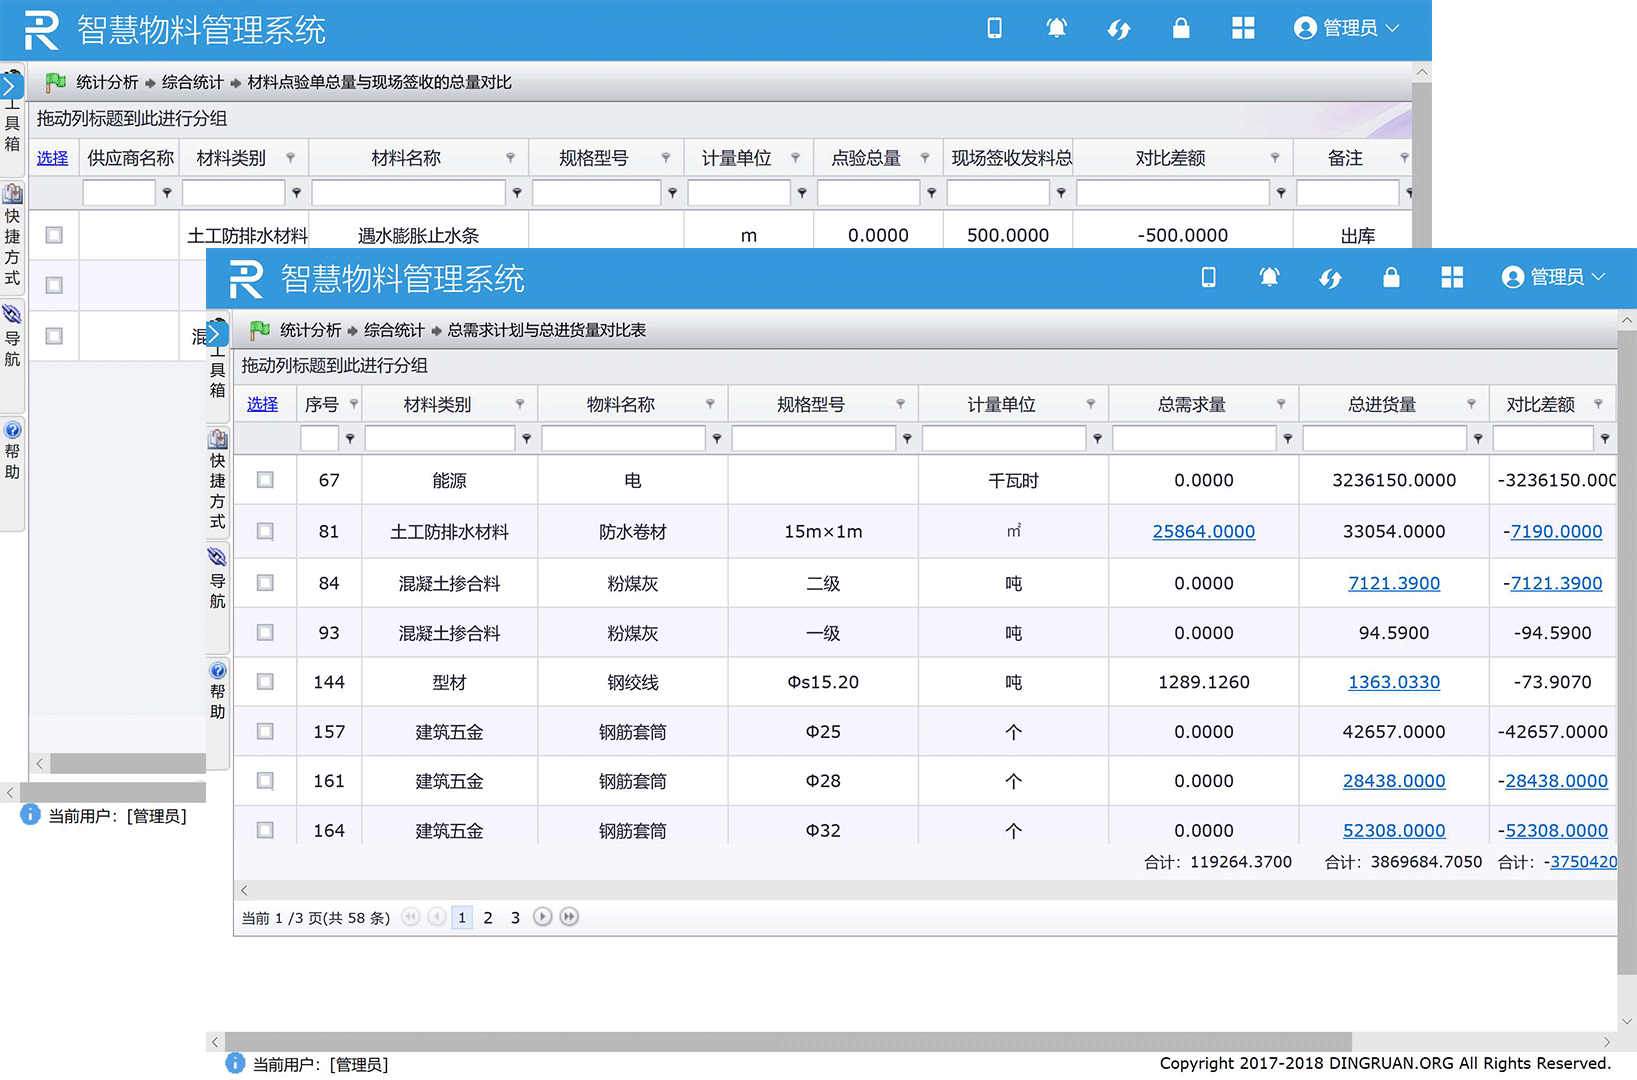 智慧物料管理系统
管理员
统计分析 综合统计 材料点验单总量与现场签收的总量对比
拖动列标题到此进行分组
选择 供应商名称 材料类别 材料名称 规格型号 计量单位 点验总量 现场签收发料总 对比差额 备注
土工防排水材料 遇水膨胀止水条 m 0.0000 500.0000 -500.0000 出库
混
工具箱
快捷方式
导航
帮助
当前用户：[管理员]
智慧物料管理系统
管理员
统计分析 综合统计 总需求计划与总进货量对比表
拖动列标题到此进行分组
工具箱
快捷方式
导航
帮助
选择 序号 材料类别 物料名称 规格型号 计量单位 总需求量 总进货量 对比差额
67 能源 电 千瓦时 0.0000 3236150.0000 -3236150.000
81 土工防排水材料 防水卷材 15m×1m ㎡ 25864.0000 33054.0000 -7190.0000
84 混凝土掺合料 粉煤灰 二级 吨 0.0000 7121.3900 -7121.3900
93 混凝土掺合料 粉煤灰 一级 吨 0.0000 94.5900 -94.5900
144 型材 钢绞线 Φs15.20 吨 1289.1260 1363.0330 -73.9070
157 建筑五金 钢筋套筒 Φ25 个 0.0000 42657.0000 -42657.0000
161 建筑五金 钢筋套筒 Φ28 个 0.0000 28438.0000 -28438.0000
164 建筑五金 钢筋套筒 Φ32 个 0.0000 52308.0000 -52308.0000
合计：119264.3700 合计：3869684.7050 合计：-3750420
当前 1 /3 页(共 58 条) 1 2 3
当前用户：[管理员]
Copyright 2017-2018 DINGRUAN.ORG All Rights Reserved.